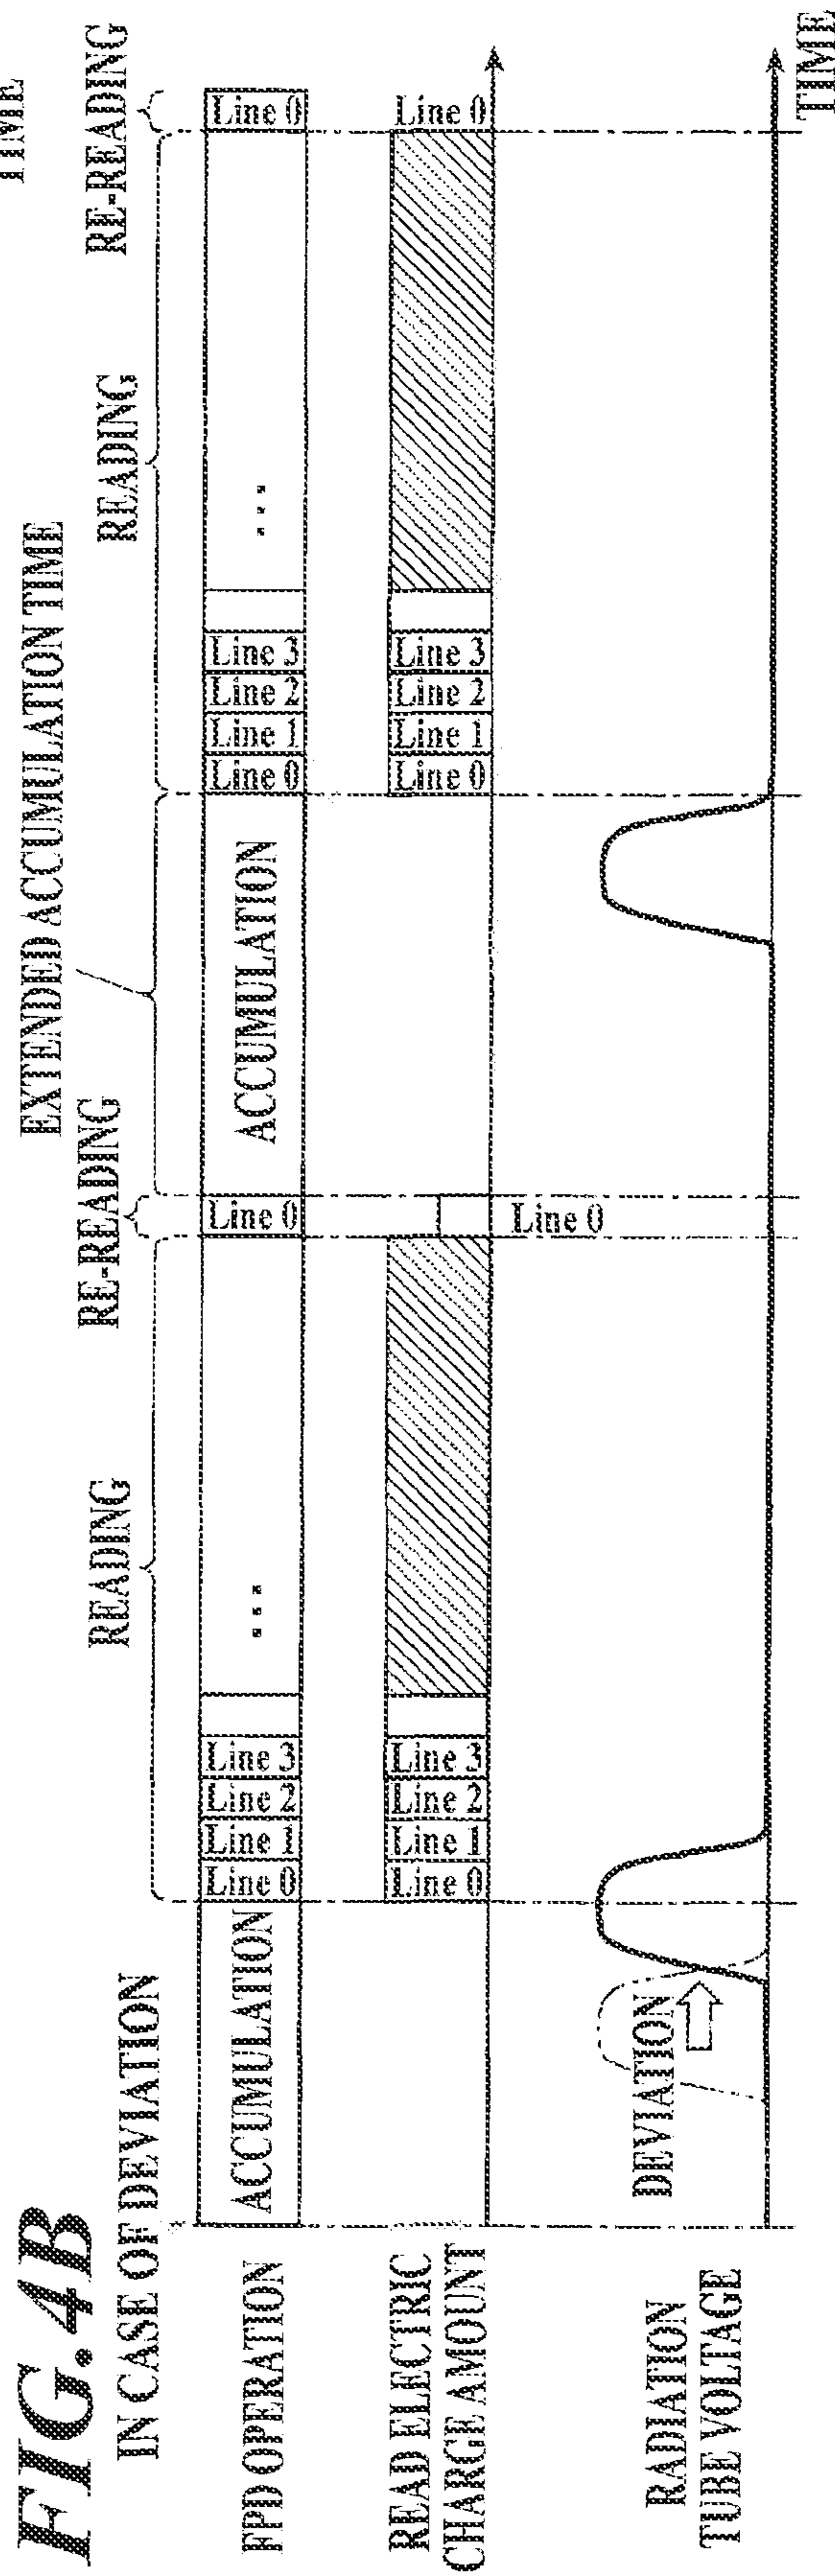 FIG. 4B
IN CASE OF DEVIATION
EXTENDED ACCUMULATION TIME
TIME
READING
RE-READING
READING
RE-READING
FPD OPERATION
ACCUMULATION
Line 0
Line 1
Line 2
Line 3
...
Line 0
ACCUMULATION
Line 0
Line 1
Line 2
Line 3
...
Line 0
READ ELECTRIC
CHARGE AMOUNT
Line 0
Line 1
Line 2
Line 3
Line 0
Line 0
Line 1
Line 2
Line 3
Line 0
RADIATION
TUBE VOLTAGE
DEVIATION
TIME